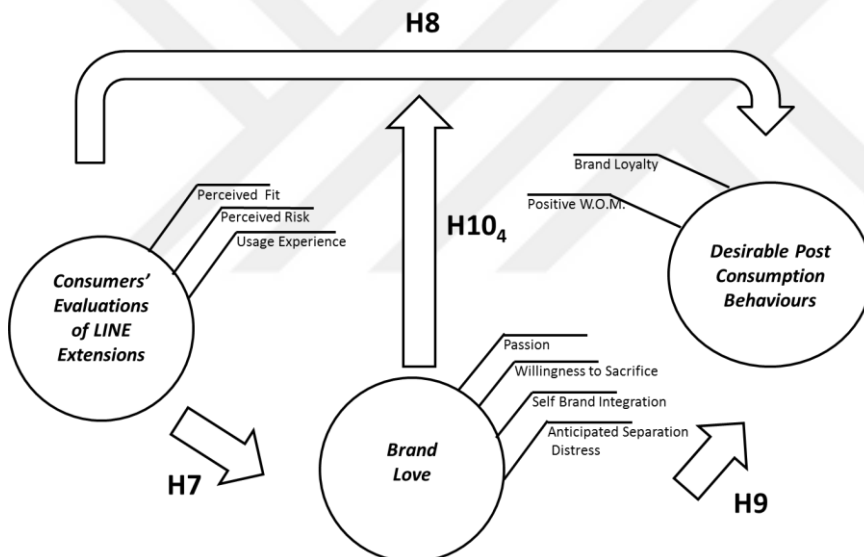 H8
Perceived Fit
Perceived Risk
Usage Experience
Consumers’
Evaluations
of LINE
Extensions
Brand Loyalty
Positive W.O.M.
Desirable Post
Consumption
Behaviours
H10₄
Passion
Willingness to Sacrifice
Self Brand Integration
Anticipated Separation
Distress
Brand
Love
H7
H9